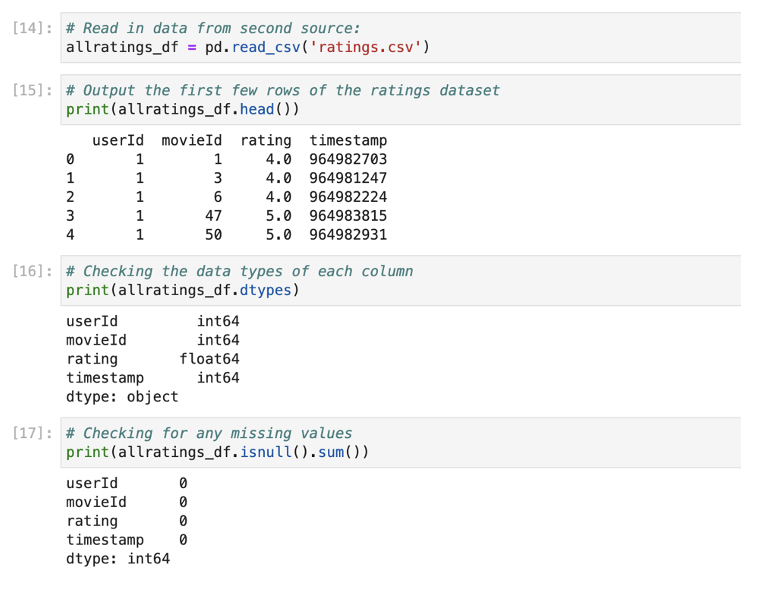 [14]: # Read in data from second source:
allratings_df = pd.read_csv('ratings.csv')
[15]: # Output the first few rows of the ratings dataset
print(allratings_df.head())
   userId  movieId  rating  timestamp
0       1        1     4.0  964982703
1       1        3     4.0  964981247
2       1        6     4.0  964982224
3       1       47     5.0  964983815
4       1       50     5.0  964982931
[16]: # Checking the data types of each column
print(allratings_df.dtypes)
userId         int64
movieId        int64
rating       float64
timestamp      int64
dtype: object
[17]: # Checking for any missing values
print(allratings_df.isnull().sum())
userId       0
movieId      0
rating       0
timestamp    0
dtype: int64